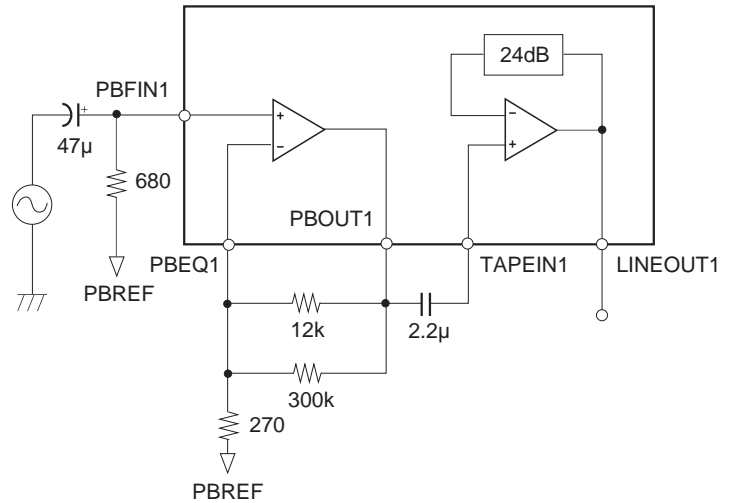 24dB
PBFIN1
+
−
+
47µ
−
+
680
PBOUT1
PBREF
PBEQ1
TAPEIN1
LINEOUT1
12k
2.2µ
300k
270
PBREF